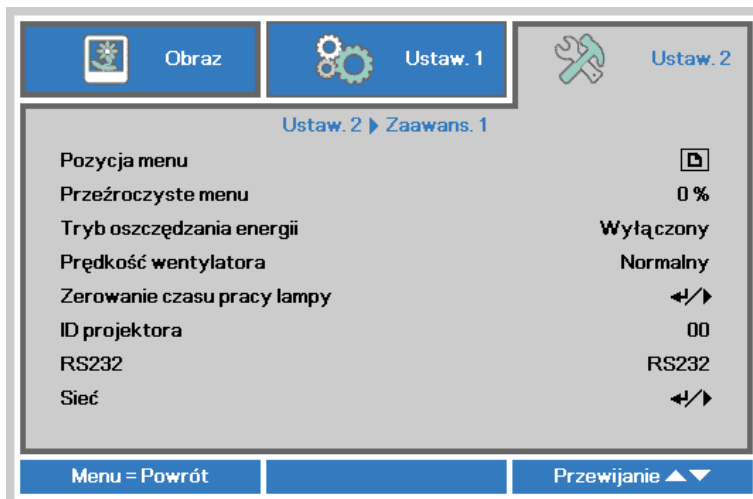 Obraz
Ustaw. 1
Ustaw. 2
Ustaw. 2 Zaawans. 1
Pozycja menu
Przeźroczyste menu 0 %
Tryb oszczędzania energii Wyłączony
Prędkość wentylatora Normalny
Zerowanie czasu pracy lampy
ID projektora 00
RS232 RS232
Sieć
Menu = Powrót
Przewijanie